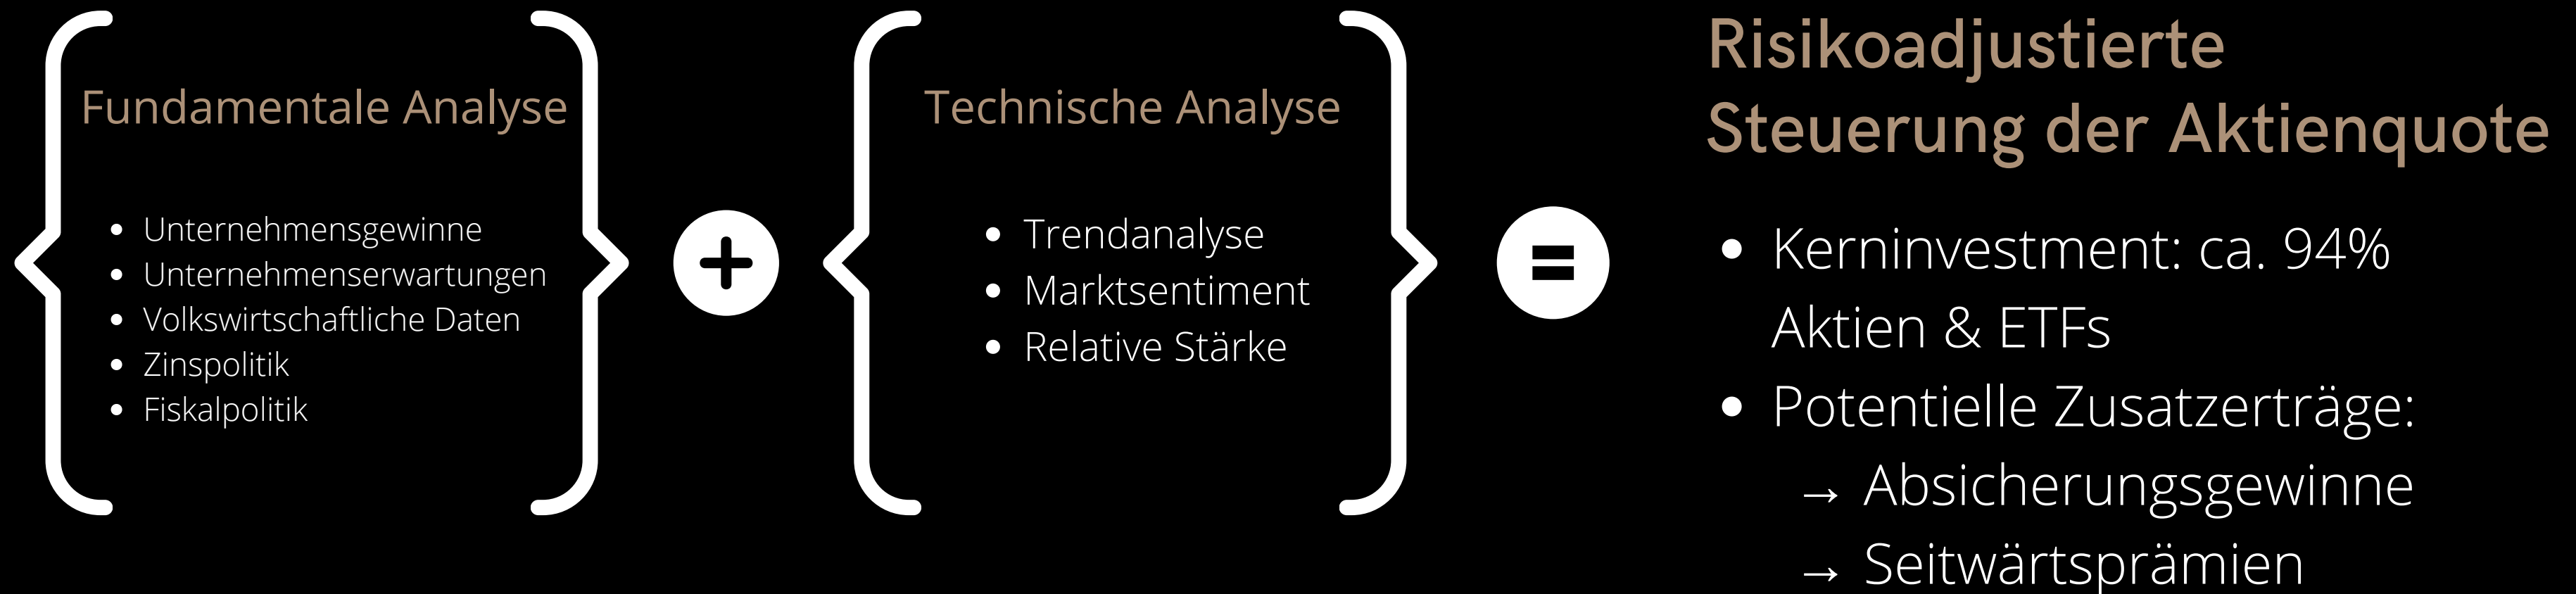 Fundamentale Analyse
• Unternehmensgewinne
• Unternehmenserwartungen
• Volkswirtschaftliche Daten
• Zinspolitik
• Fiskalpolitik
+
Technische Analyse
• Trendanalyse
• Marktsentiment
• Relative Stärke
=
Risikoadjustierte
Steuerung der Aktienquote
• Kerninvestment: ca. 94%
Aktien & ETFs
• Potentielle Zusatzerträge:
→ Absicherungsgewinne
→ Seitwärtsprämien